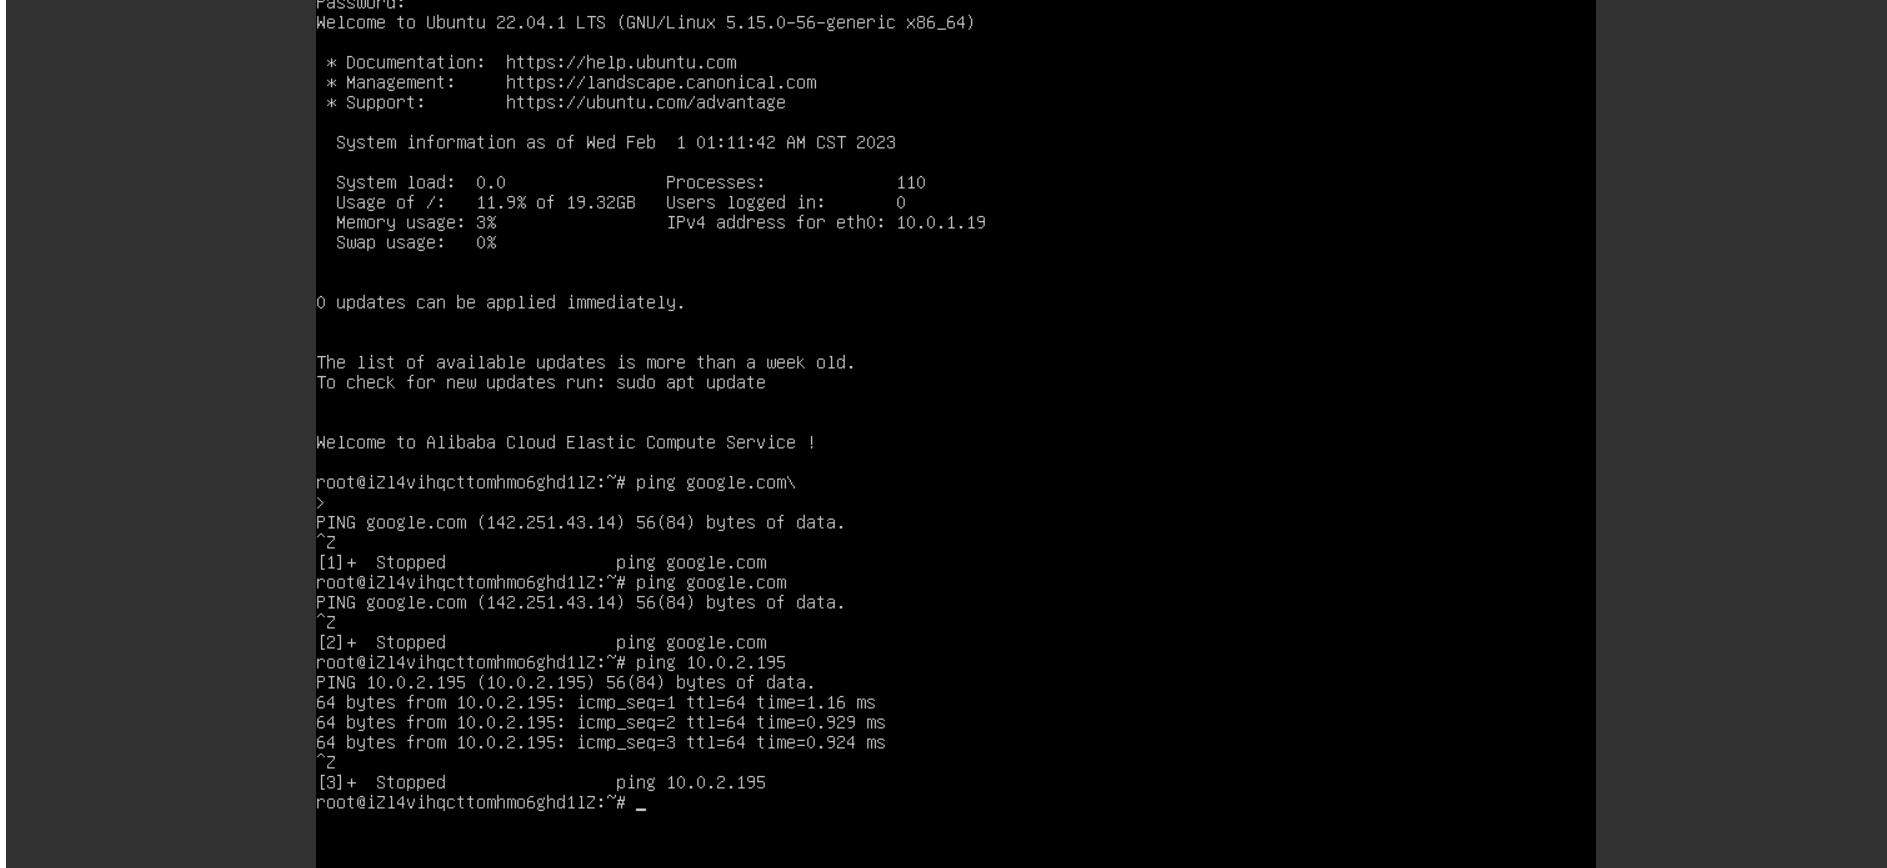 Password:
Welcome to Ubuntu 22.04.1 LTS (GNU/Linux 5.15.0-56-generic x86_64)
* Documentation:  https://help.ubuntu.com
* Management:     https://landscape.canonical.com
* Support:        https://ubuntu.com/advantage
System information as of Wed Feb  1 01:11:42 AM CST 2023
System load:  0.0                Processes:             110
Usage of /:   11.9% of 19.32GB   Users logged in:       0
Memory usage: 3%                 IPv4 address for eth0: 10.0.1.19
Swap usage:   0%
0 updates can be applied immediately.
The list of available updates is more than a week old.
To check for new updates run: sudo apt update
Welcome to Alibaba Cloud Elastic Compute Service !
root@iZl4vihqcttomhmo6ghd1lZ:~# ping google.com\
>
PING google.com (142.251.43.14) 56(84) bytes of data.
^Z
[1]+  Stopped                 ping google.com
root@iZl4vihqcttomhmo6ghd1lZ:~# ping google.com
PING google.com (142.251.43.14) 56(84) bytes of data.
^Z
[2]+  Stopped                 ping google.com
root@iZl4vihqcttomhmo6ghd1lZ:~# ping 10.0.2.195
PING 10.0.2.195 (10.0.2.195) 56(84) bytes of data.
64 bytes from 10.0.2.195: icmp_seq=1 ttl=64 time=1.16 ms
64 bytes from 10.0.2.195: icmp_seq=2 ttl=64 time=0.929 ms
64 bytes from 10.0.2.195: icmp_seq=3 ttl=64 time=0.924 ms
^Z
[3]+  Stopped                 ping 10.0.2.195
root@iZl4vihqcttomhmo6ghd1lZ:~# _